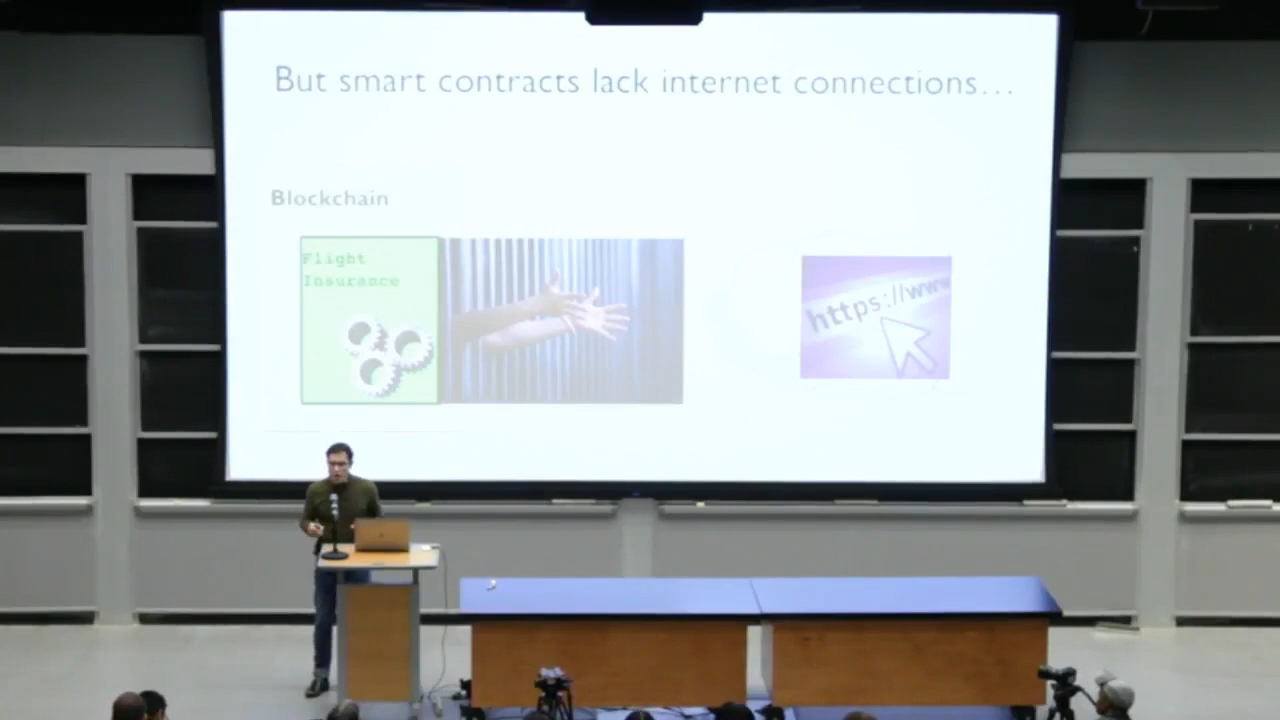 But smart contracts lack internet connections...
Blockchain
Flight
Insurance
https://www